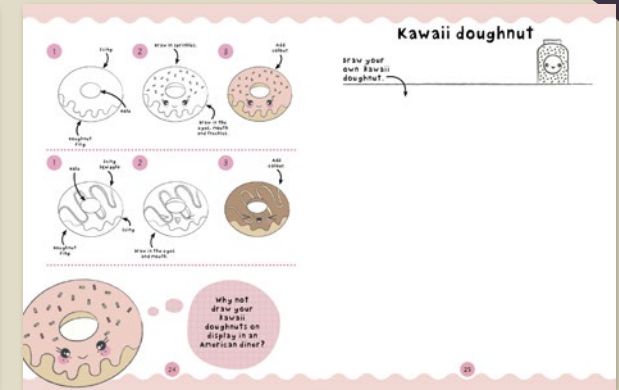 1
Icing
Hole
Doughnut
ring
2
Draw in sprinkles.
Draw in the
eyes, mouth
and freckles.
3
Add
colour.
1
Hole
Icing
squiggle
Icing
Doughnut
ring
2
Draw in the eyes
and mouth.
3
Add
colour.
Why not
draw your
kawaii
doughnuts on
display in an
American diner?
24
Kawaii doughnut
Draw your
own kawaii
doughnut.
25